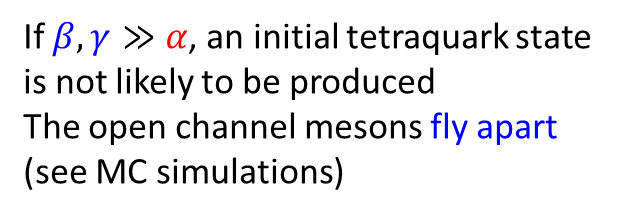 If β, γ ≫ α, an initial tetraquark state
is not likely to be produced
The open channel mesons fly apart
(see MC simulations)